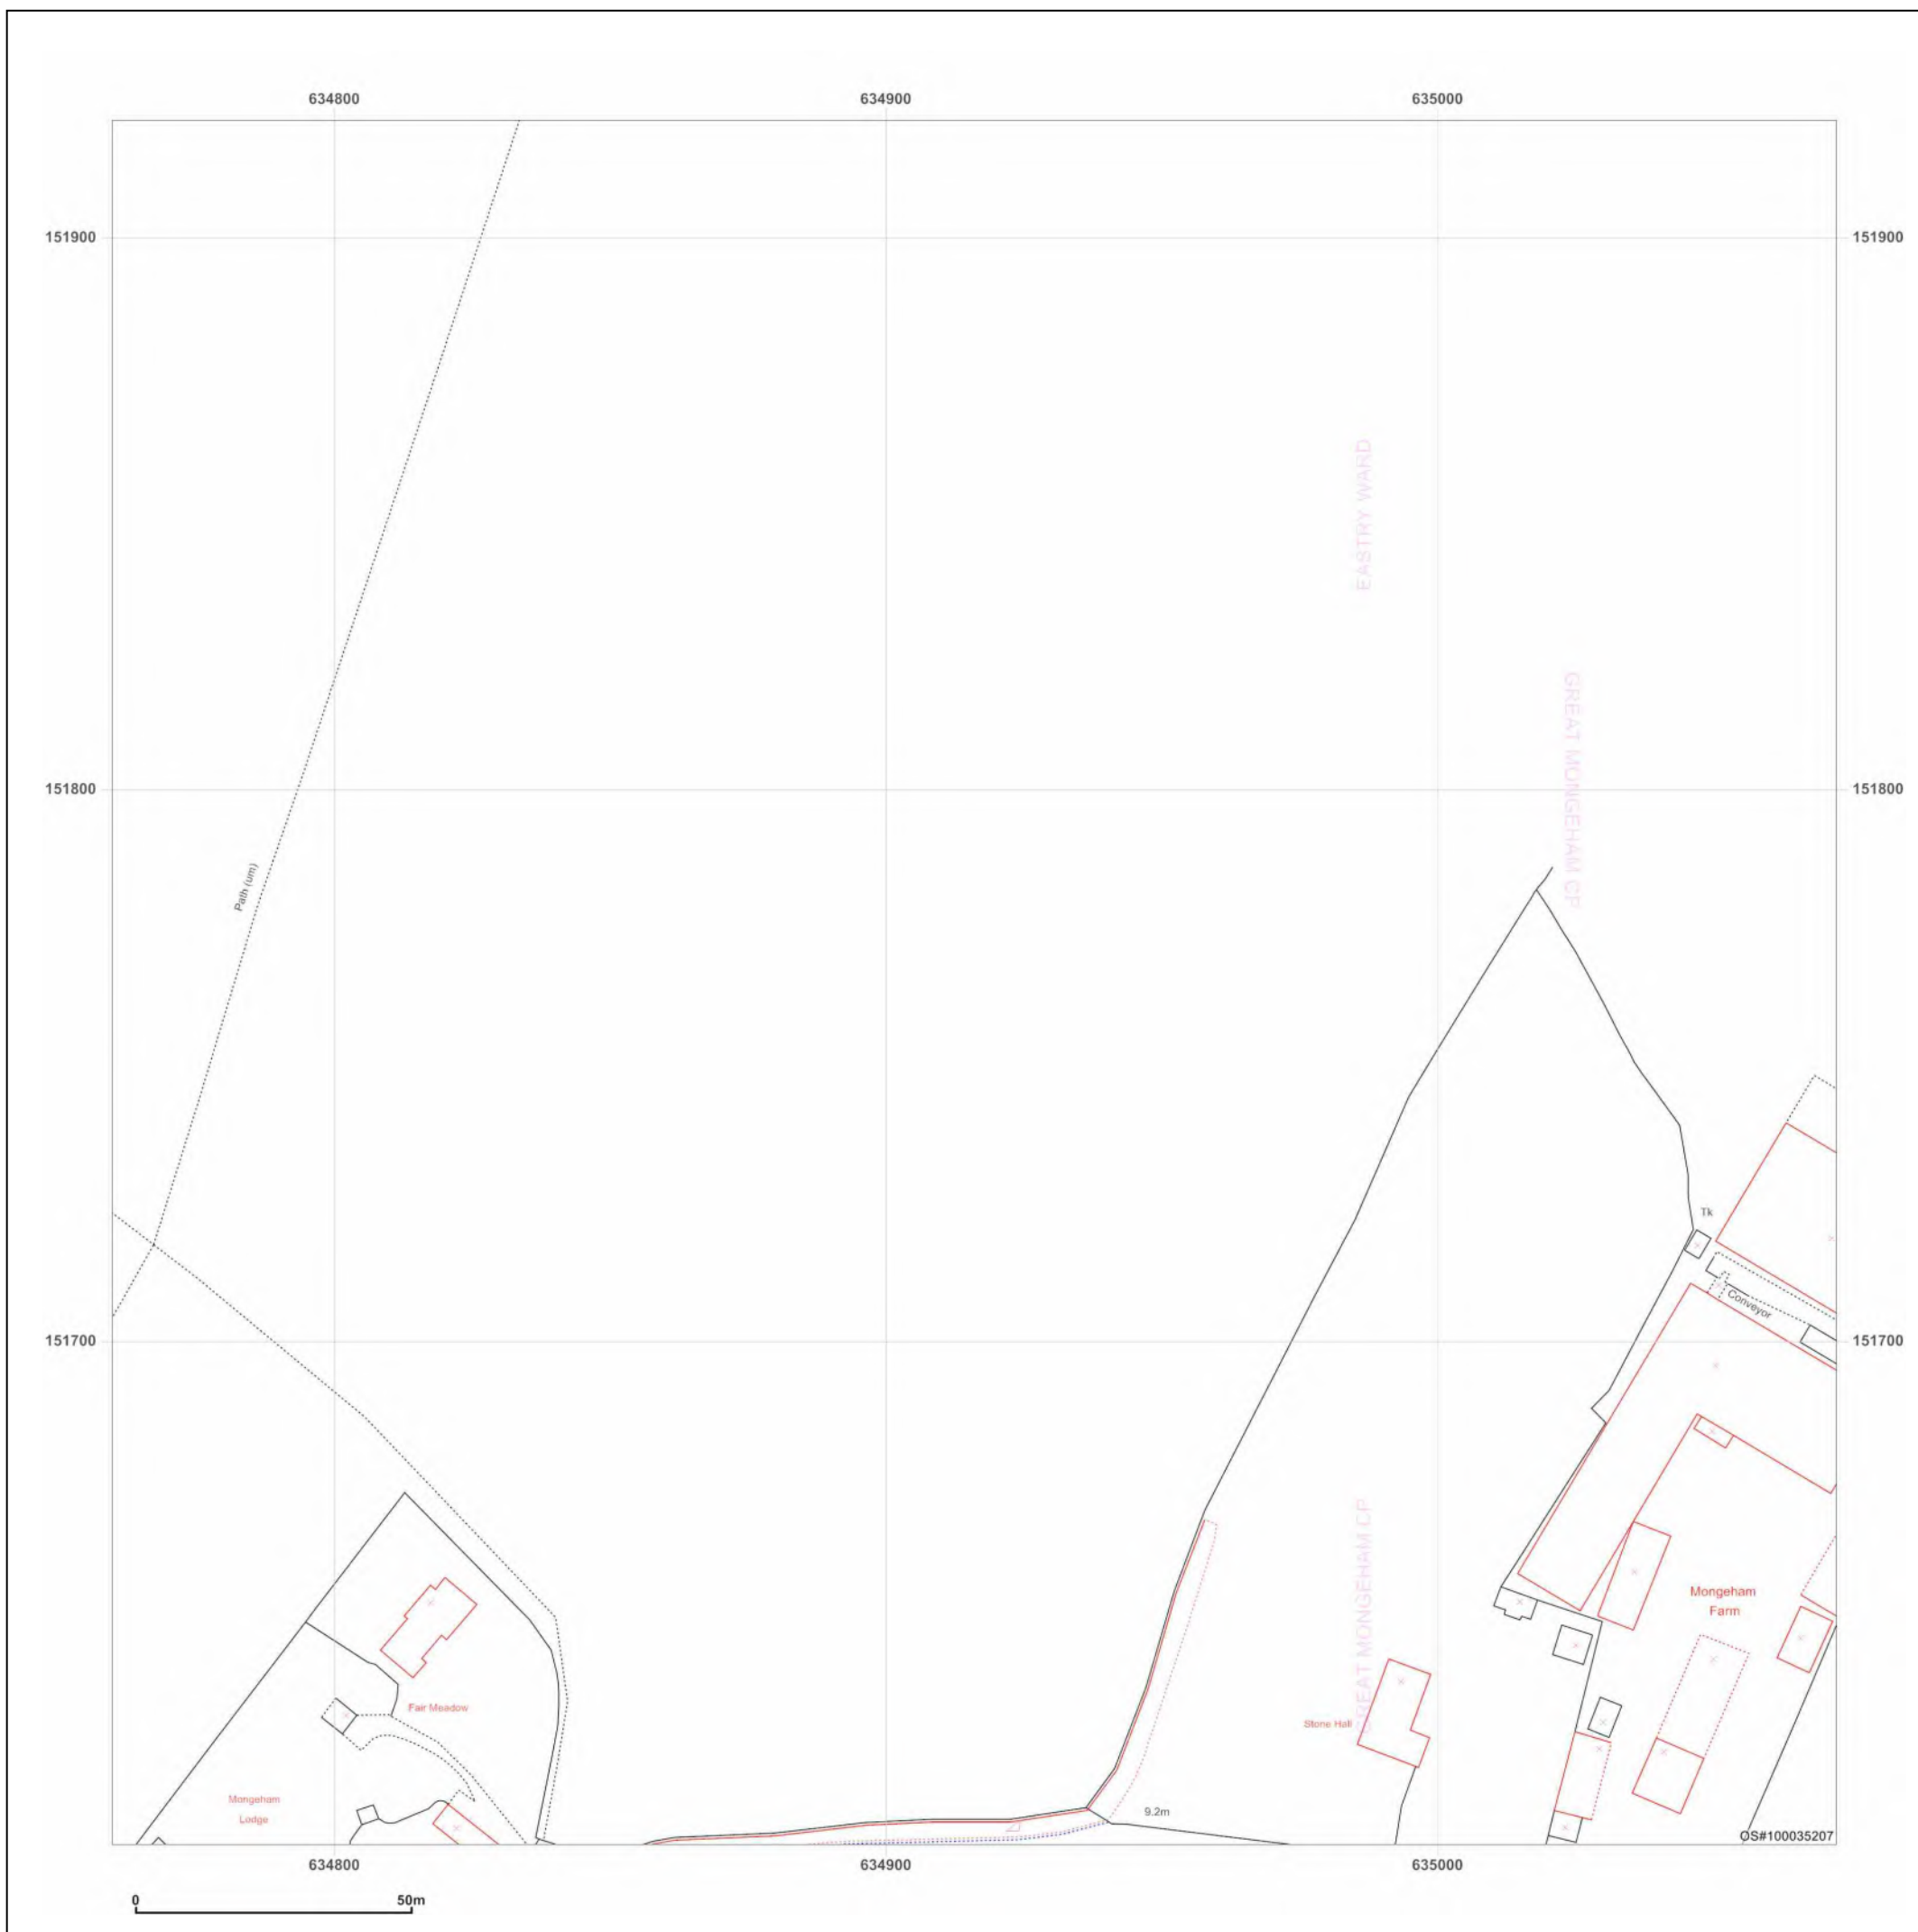 634800
634900
635000
151900
151900
EASTRY WARD
GREAT MONGEHAM CP
151800
151800
Path (um)
Tk
Conveyor
151700
151700
GREAT MONGEHAM CP
Mongeham
Farm
Fair Meadow
Stone Hall
Mongeham
Lodge
9.2m
OS#100035207
634800
634900
635000
0
50m